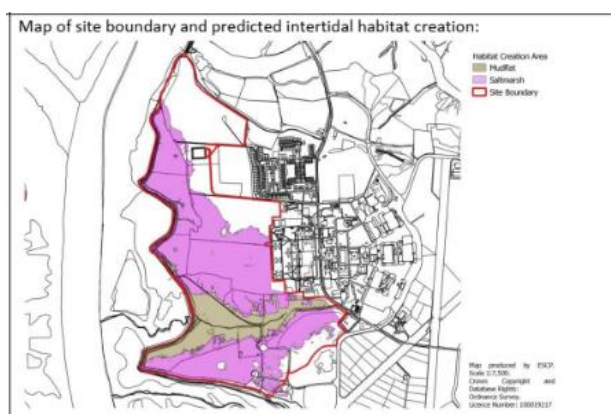 Map of site boundary and predicted intertidal habitat creation:
Habitat Creation Area
Mudflat
Saltmarsh
Site Boundary
Map produced by ESCP.
Scale 1:7,500.
Crown Copyright and
Database Rights:
Ordnance Survey.
Licence Number: 100019217